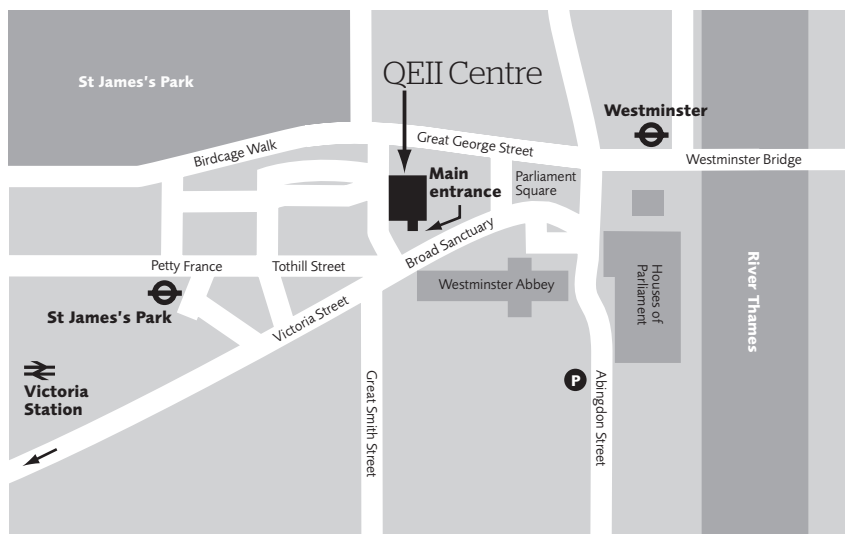 St James's Park
QEII Centre
Westminster
Birdcage Walk
Great George Street
Westminster Bridge
Main
entrance
Parliament
Square
Broad Sanctuary
Petty France
Tothill Street
Westminster Abbey
Houses of
Parliament
River Thames
St James's Park
Victoria Street
Victoria
Station
Great Smith Street
P
Abingdon Street